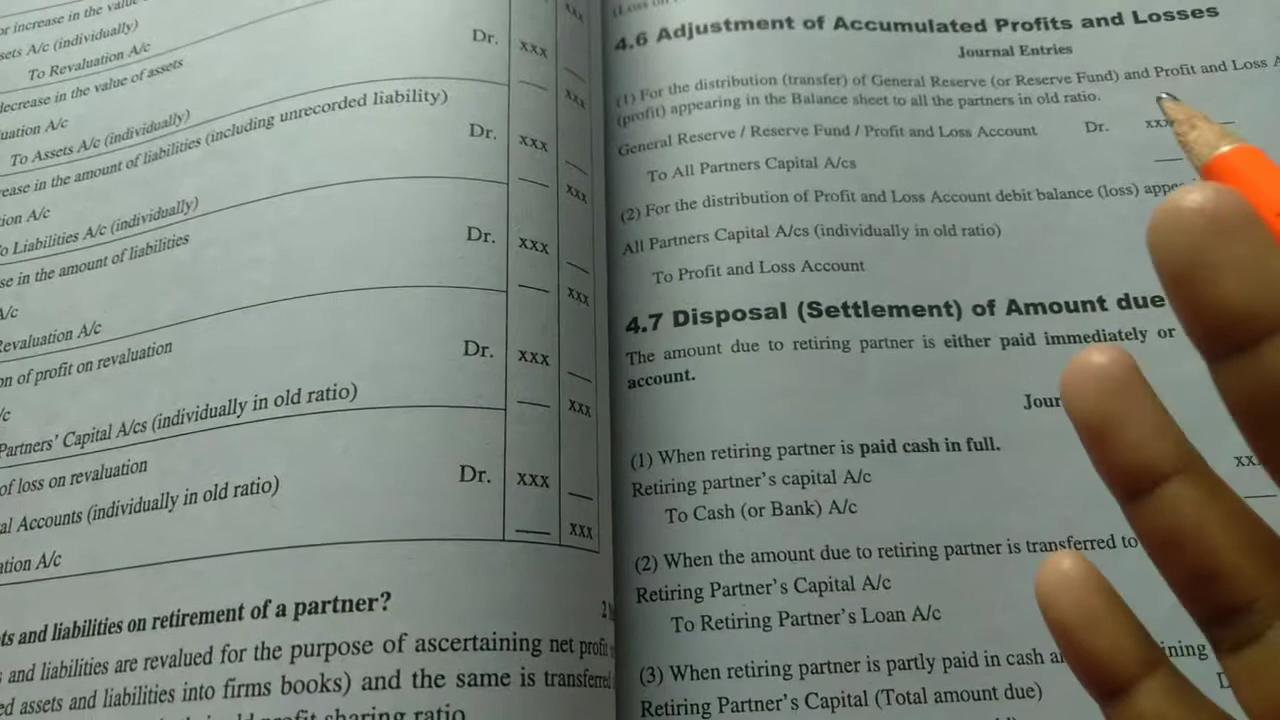 or increase in the value
sets A/c (individually) Dr. xxx
To Revaluation A/c xxx
decrease in the value of assets
uation A/c Dr. xxx
To Assets A/c (individually) xxx
ease in the amount of liabilities (including unrecorded liability)
ion A/c Dr. xxx
o Liabilities A/c (individually) xxx
se in the amount of liabilities
A/c Dr. xxx
Revaluation A/c xxx
on of profit on revaluation
/c Dr. xxx
Partners' Capital A/cs (individually in old ratio) xxx
of loss on revaluation
al Accounts (individually in old ratio) Dr. xxx
ation A/c xxx
ts and liabilities on retirement of a partner? 2
and liabilities are revalued for the purpose of ascertaining net profit
ed assets and liabilities into firms books) and the same is transferred
profit sharing ratio
(Loss on
4.6 Adjustment of Accumulated Profits and Losses
Journal Entries
(1) For the distribution (transfer) of General Reserve (or Reserve Fund) and Profit and Loss A
(profit) appearing in the Balance sheet to all the partners in old ratio.
General Reserve / Reserve Fund / Profit and Loss Account Dr. xxx
To All Partners Capital A/cs
(2) For the distribution of Profit and Loss Account debit balance (loss) appe
All Partners Capital A/cs (individually in old ratio)
To Profit and Loss Account
4.7 Disposal (Settlement) of Amount due
The amount due to retiring partner is either paid immediately or
account.
Jour
(1) When retiring partner is paid cash in full.
Retiring partner's capital A/c xx
To Cash (or Bank) A/c
(2) When the amount due to retiring partner is transferred to
Retiring Partner's Capital A/c
To Retiring Partner's Loan A/c
(3) When retiring partner is partly paid in cash a ining
Retiring Partner's Capital (Total amount due) D